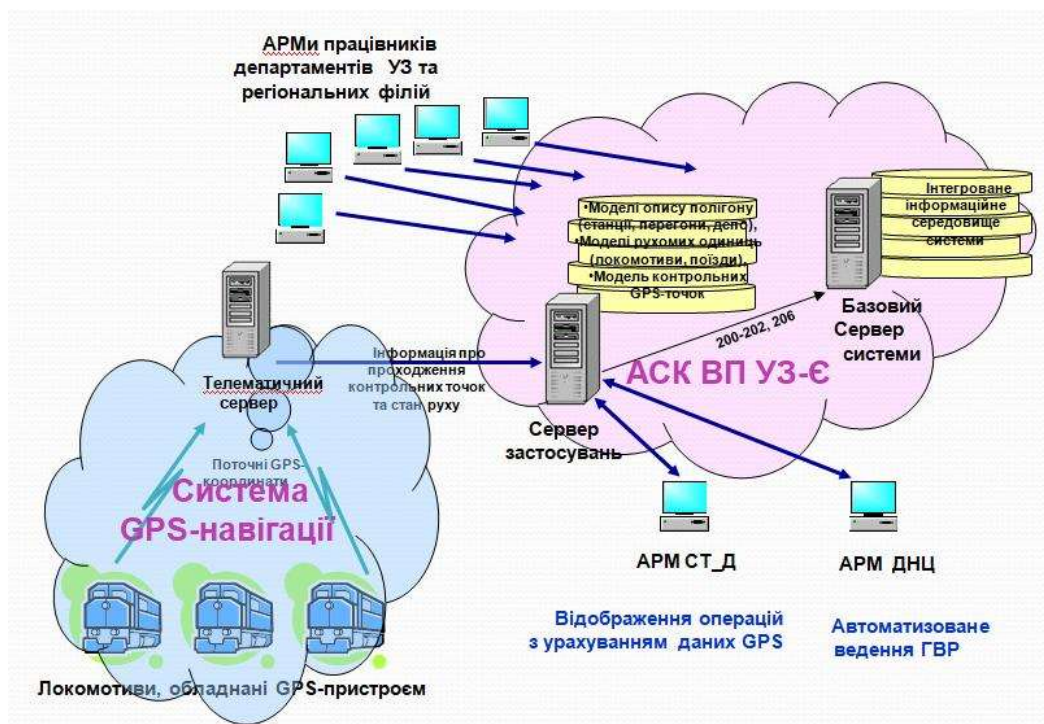 АРМи працівників
департаментів УЗ та
регіональних філій
•Моделі опису полігону
(станції, перегони, депо),
•Моделі рухомих одиниць
(локомотиви, поїзди),
•Модель контрольних
GPS-точок
Інтегроване
інформаційне
середовище
системи
Базовий
Сервер
системи
200-202, 206
АСК ВП УЗ-Є
Інформація про
проходження
контрольних точок
та стан руху
Телематичний
сервер
Сервер
застосувань
Поточні GPS-
координати
Система
GPS-навігації
АРМ СТ_Д
АРМ ДНЦ
Відображення операцій
з урахуванням даних GPS
Автоматизоване
ведення ГВР
Локомотиви, обладнані GPS-пристроєм